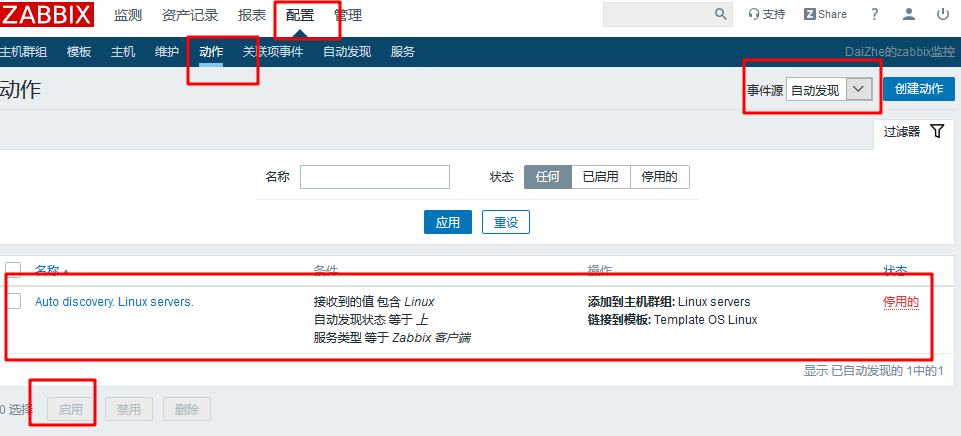 ZABBIX 监测 资产记录 报表 配置 管理 支持 Z Share ?
主机群组 模板 主机 维护 动作 关联项事件 自动发现 服务 DaiZhe的zabbix监控
动作 事件源 自动发现 创建动作
过滤器
名称 状态 任何 已启用 停用的
应用 重设
名称 条件 操作 状态
Auto discovery. Linux servers. 接收到的值 包含 Linux 添加到主机群组: Linux servers 停用的
自动发现状态 等于 上 链接到模板: Template OS Linux
服务类型 等于 Zabbix 客户端
显示 已自动发现的 1中的1
0 选择 启用 禁用 删除